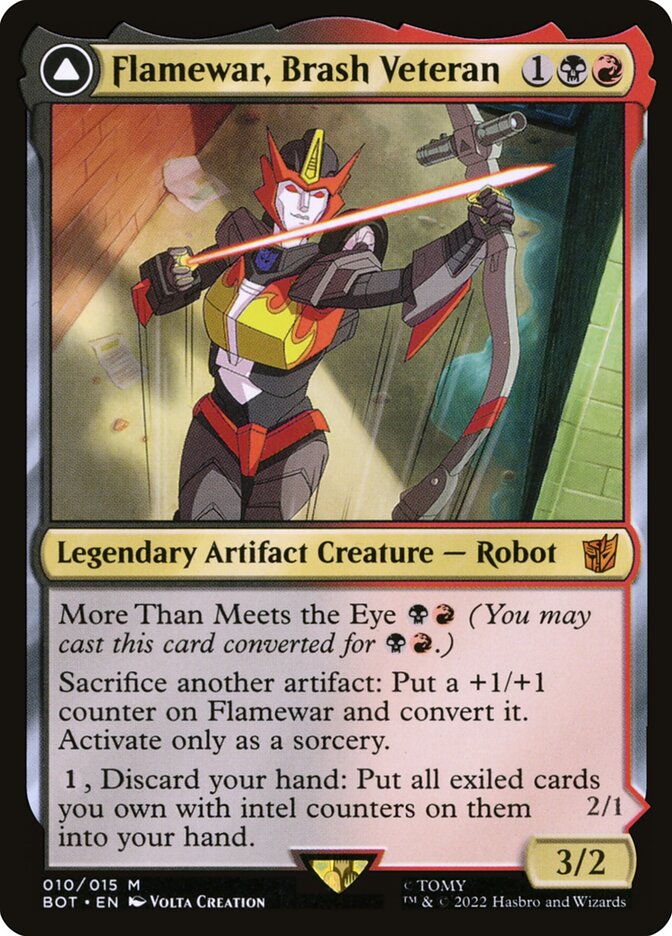 Flamewar, Brash Veteran 1
Legendary Artifact Creature — Robot
More Than Meets the Eye (You may
cast this card converted for .)
Sacrifice another artifact: Put a +1/+1
counter on Flamewar and convert it.
Activate only as a sorcery.
1 , Discard your hand: Put all exiled cards
you own with intel counters on them
into your hand.
2/1
3/2
010/015 M
BOT • EN Volta Creation
© TOMY
™ & © 2022 Hasbro and Wizards